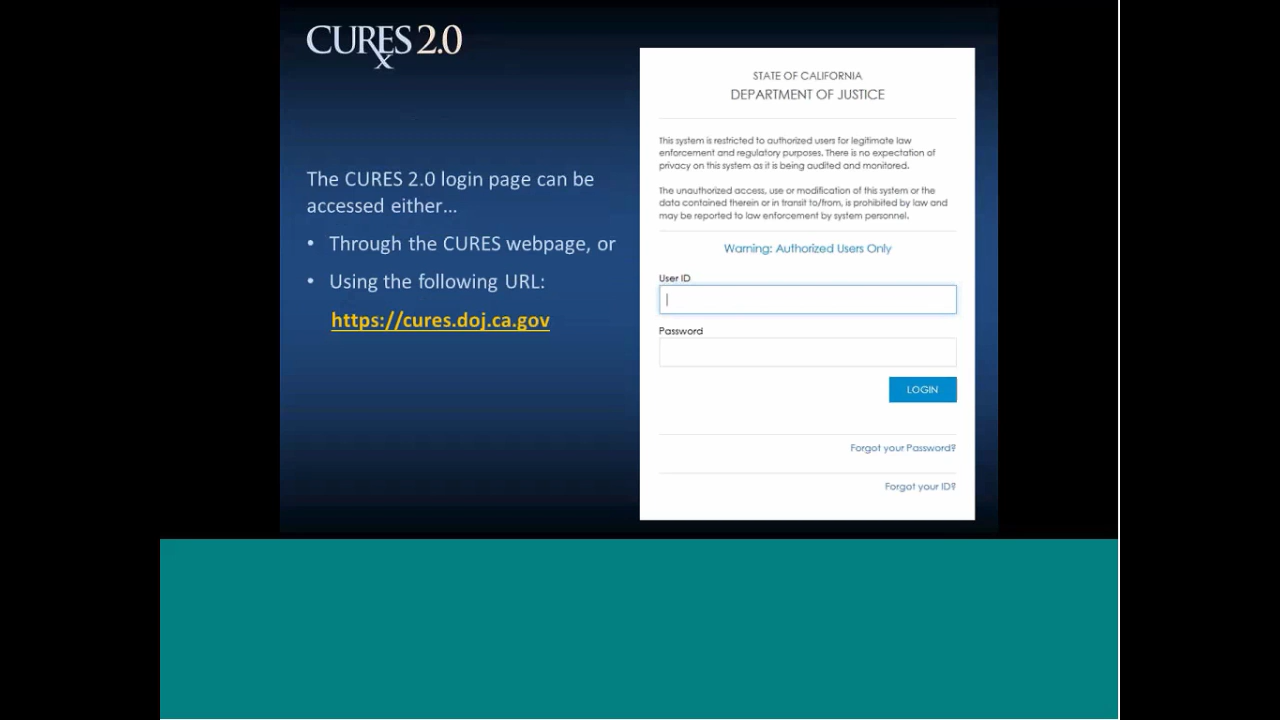 CURES 2.0
The CURES 2.0 login page can be
accessed either...
• Through the CURES webpage, or
• Using the following URL:
https://cures.doj.ca.gov
STATE OF CALIFORNIA
DEPARTMENT OF JUSTICE
This system is restricted to authorized users for legitimate law
enforcement and regulatory purposes. There is no expectation of
privacy on this system as it is being audited and monitored.
The unauthorized access, use or modification of this system or the
data contained therein or in transit to/from, is prohibited by law and
may be reported to law enforcement by system personnel.
Warning: Authorized Users Only
User ID
Password
LOGIN
Forgot your Password?
Forgot your ID?